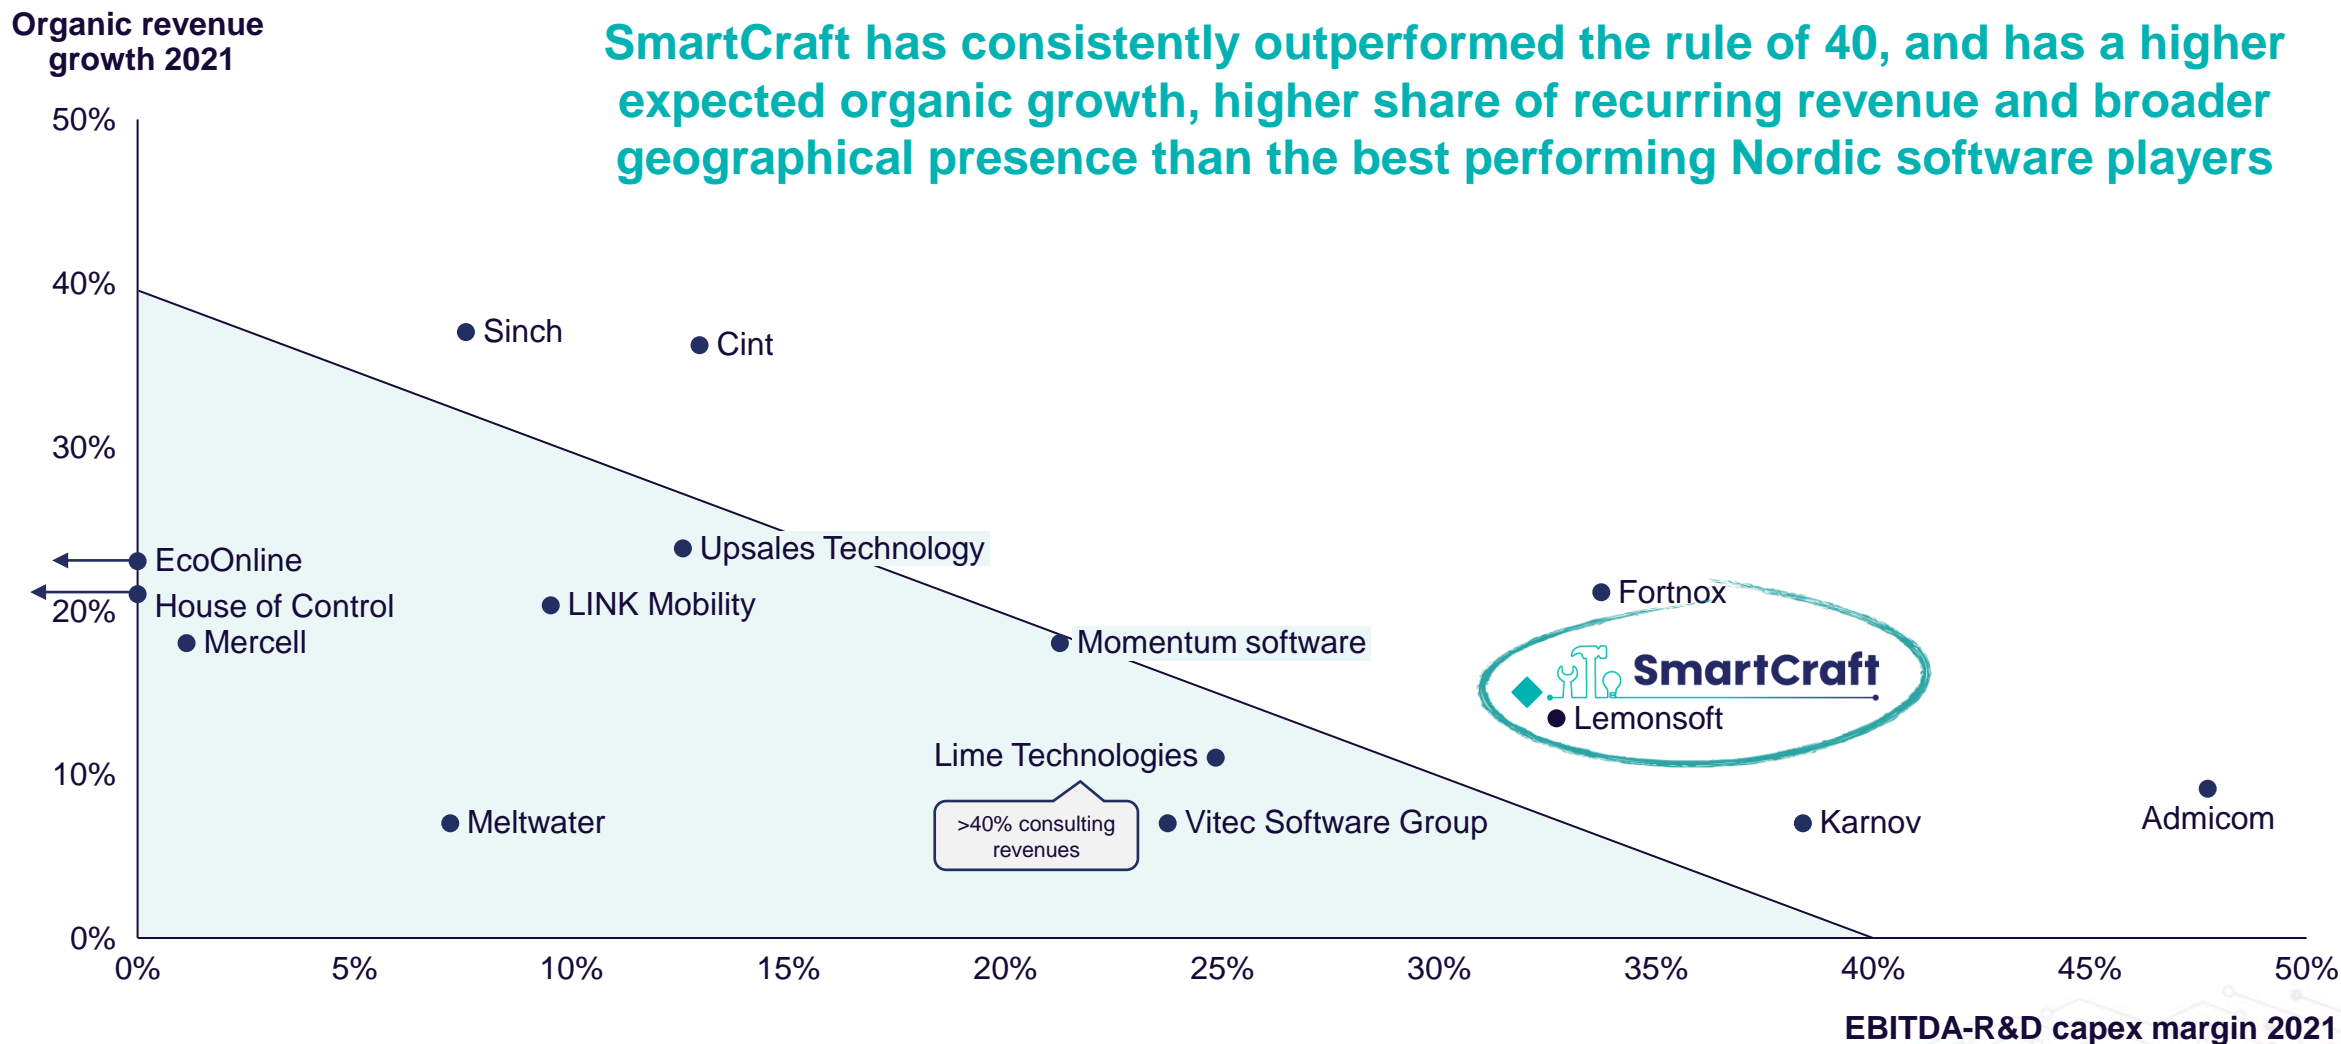 Organic revenue
growth 2021
SmartCraft has consistently outperformed the rule of 40, and has a higher
expected organic growth, higher share of recurring revenue and broader
geographical presence than the best performing Nordic software players
50%
40%
Sinch
Cint
30%
Upsales Technology
EcoOnline
Fortnox
House of Control
LINK Mobility
20%
Mercell
Momentum software
SmartCraft
Lemonsoft
Lime Technologies
10%
Meltwater
>40% consulting
revenues
Vitec Software Group
Karnov
Admicom
0%
0% 5% 10% 15% 20% 25% 30% 35% 40% 45% 50%
EBITDA-R&D capex margin 2021